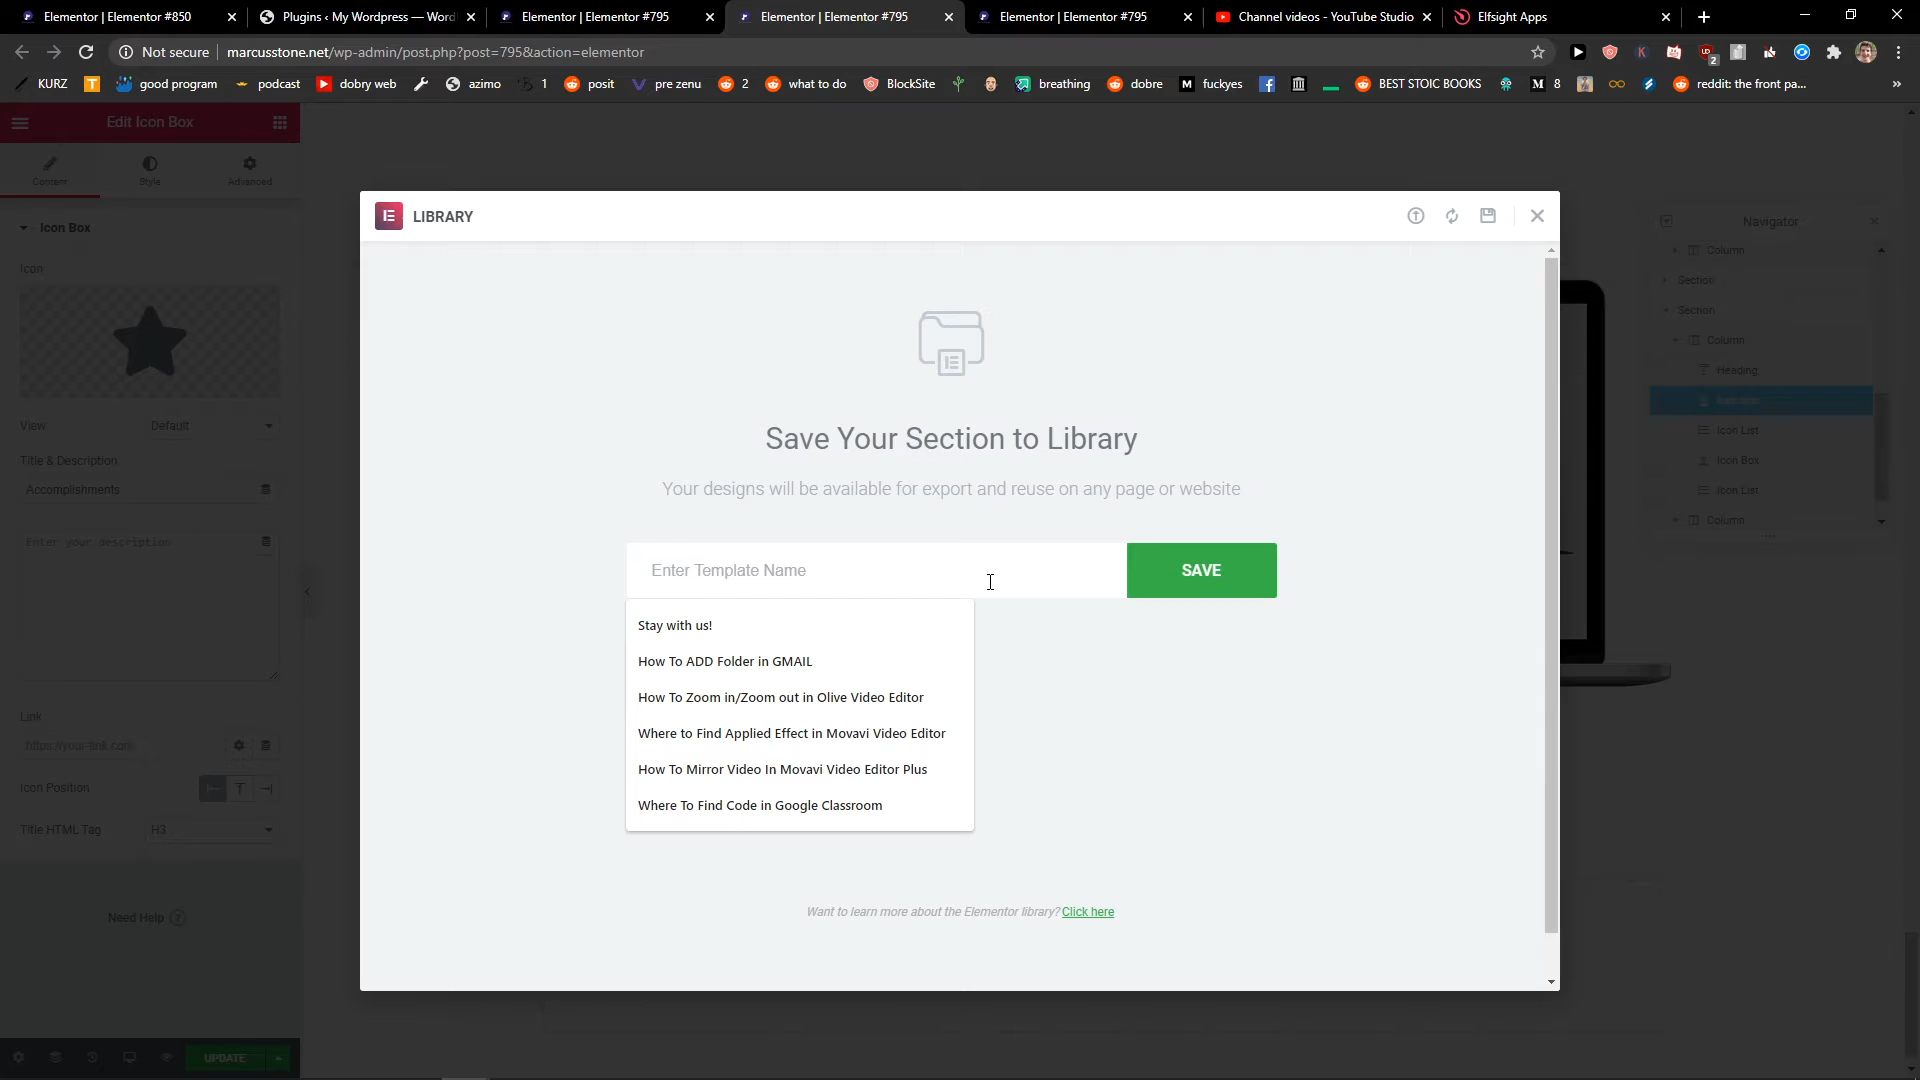 Elementor | Elementor #850
Plugins ‹ My Wordpress — Word
Elementor | Elementor #795
Elementor | Elementor #795
Elementor | Elementor #795
Channel videos - YouTube Studio
Elfsight Apps
Not secure
marcusstone.net/wp-admin/post.php?post=795&action=elementor
2
KURZ
good program
podcast
dobry web
azimo
1
posit
pre zenu
2
what to do
BlockSite
breathing
dobre
fuckyes
BEST STOIC BOOKS
8
reddit: the front pa...
Edit Icon Box
Content
Style
Advanced
Icon Box
Icon
View
Default
Title & Description
Accomplishments
Enter your description
Link
https://your-link.com
Icon Position
Title HTML Tag
H3
Need Help
UPDATE
LIBRARY
Save Your Section to Library
Your designs will be available for export and reuse on any page or website
Enter Template Name
SAVE
Stay with us!
How To ADD Folder in GMAIL
How To Zoom in/Zoom out in Olive Video Editor
Where to Find Applied Effect in Movavi Video Editor
How To Mirror Video In Movavi Video Editor Plus
Where To Find Code in Google Classroom
Want to learn more about the Elementor library? Click here
Navigator
Column
Section
Section
Column
Heading
Icon List
Icon Box
Icon List
Column